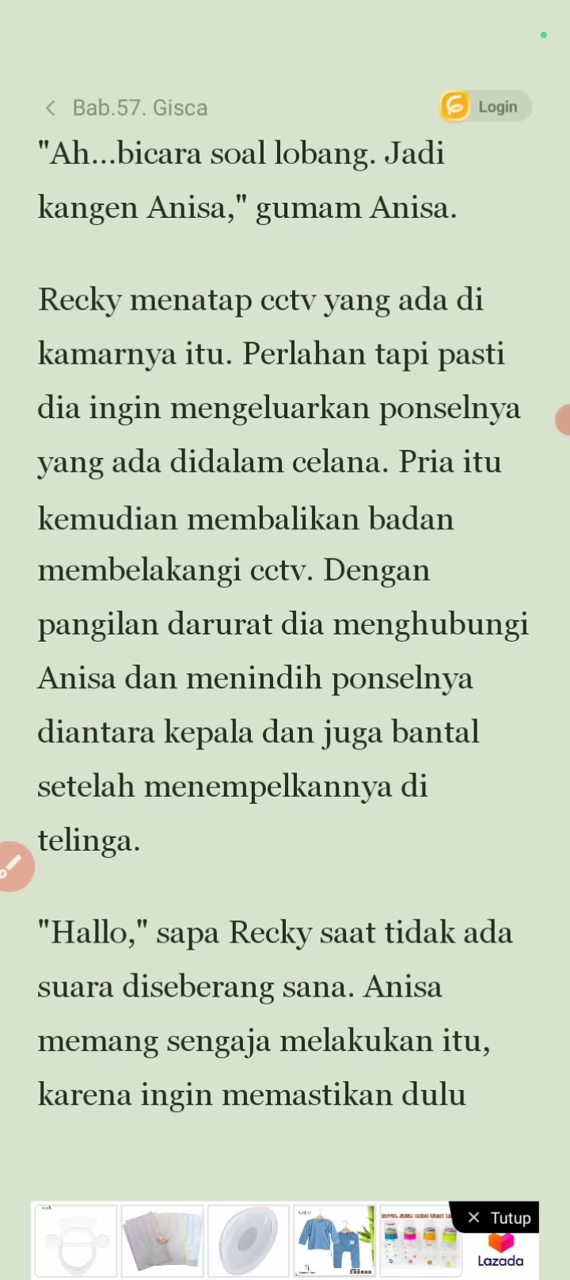 Bab.57. Gisca
Login
"Ah...bicara soal lobang. Jadi
kangen Anisa," gumam Anisa.
Recky menatap cctv yang ada di
kamarnya itu. Perlahan tapi pasti
dia ingin mengeluarkan ponselnya
yang ada didalam celana. Pria itu
kemudian membalikan badan
membelakangi cctv. Dengan
pangilan darurat dia menghubungi
Anisa dan menindih ponselnya
diantara kepala dan juga bantal
setelah menempelkannya di
telinga.
"Hallo," sapa Recky saat tidak ada
suara diseberang sana. Anisa
memang sengaja melakukan itu,
karena ingin memastikan dulu
Tutup
Lazada